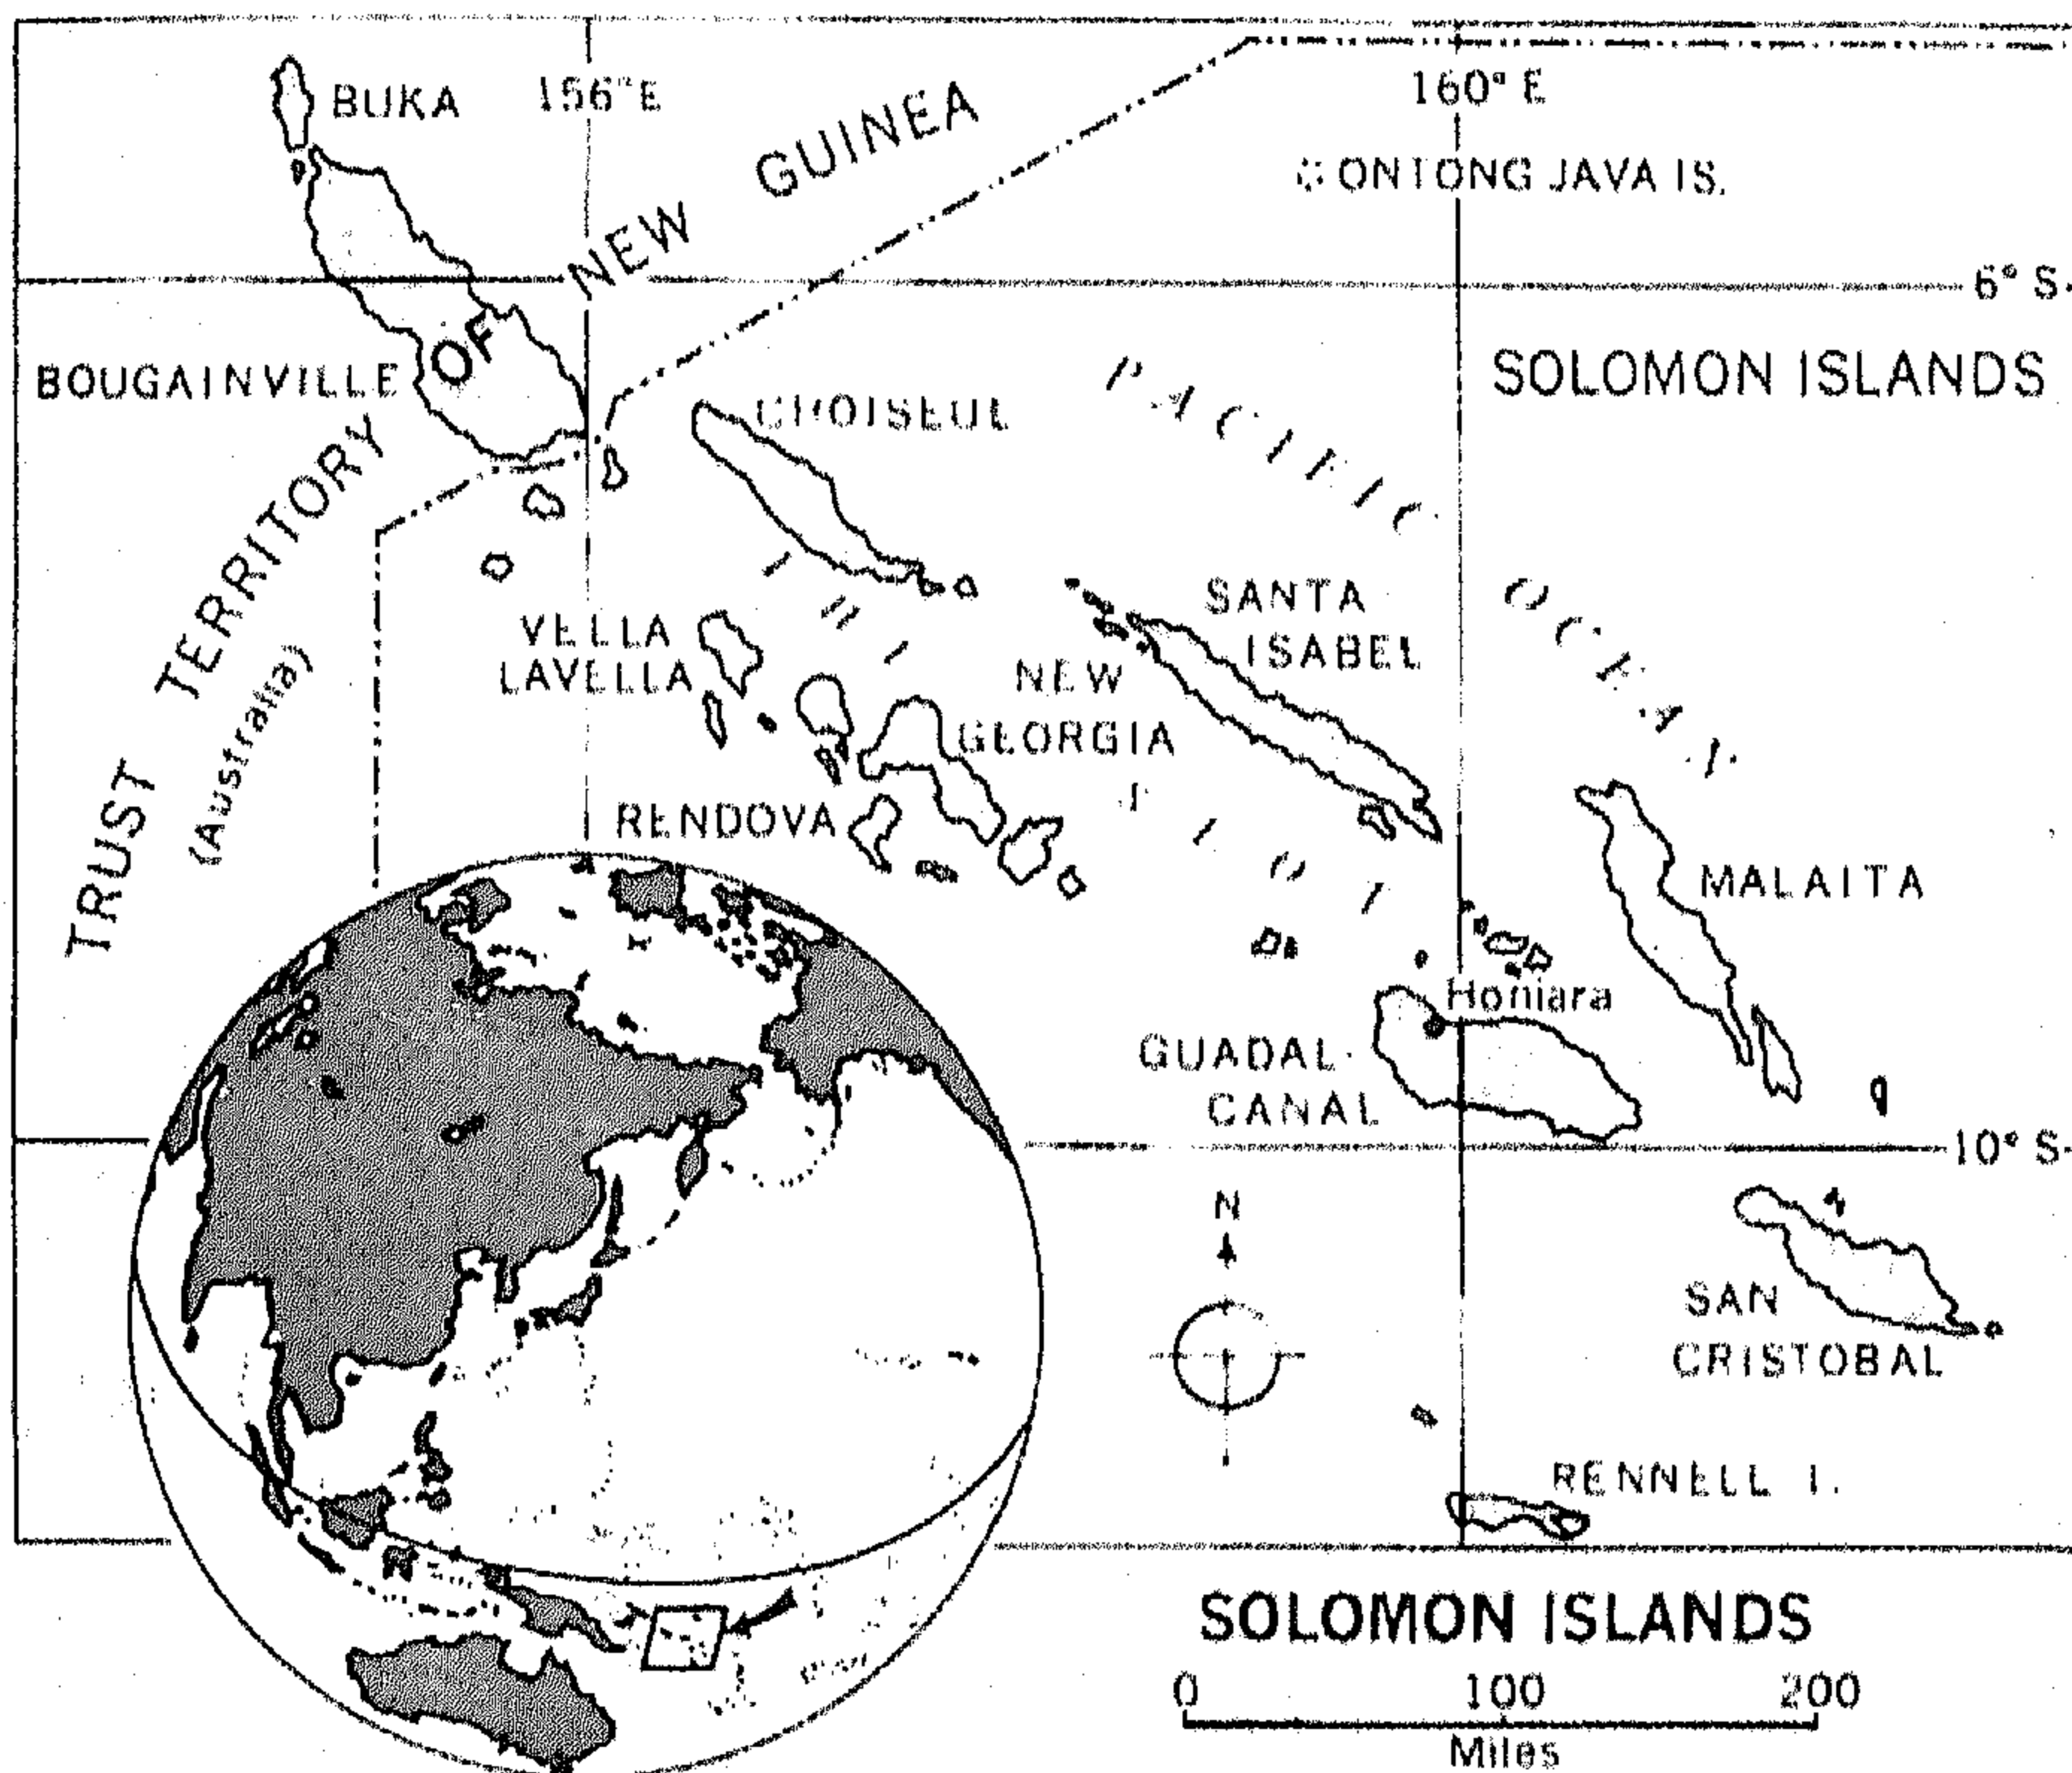 BUKA
156°E
160° E
ONTONG JAVA IS.
6° S
SOLOMON ISLANDS
BOUGAINVILLE
TRUST TERRITORY OF NEW GUINEA
(Australia)
CHOISEUL
PACIFIC OCEAN
SANTA
ISABEL
VELLA
LAVELLA
NEW
GEORGIA
RENDOVA
MALAITA
Honiara
GUADAL-
CANAL
10° S
N
SAN
CRISTOBAL
RENNELL I.
SOLOMON ISLANDS
0 100 200
Miles